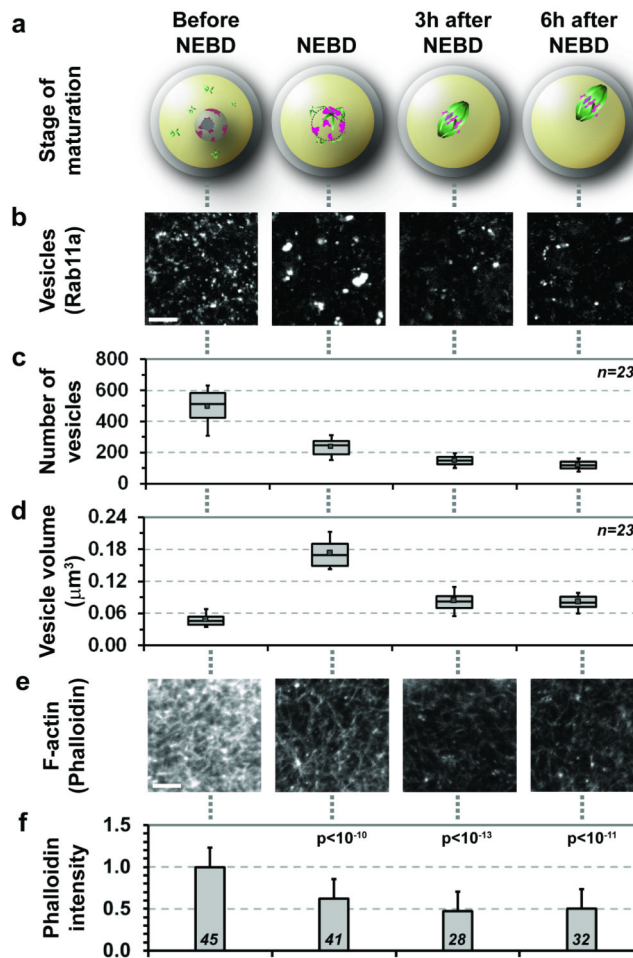 a
Before NEBD
NEBD
3h after NEBD
6h after NEBD
Stage of maturation
b
Vesicles (Rab11a)
c
Number of vesicles
800
600
400
200
0
n=23
d
Vesicle volume (μm³)
0.24
0.18
0.12
0.06
0.00
n=23
e
F-actin (Phalloidin)
f
Phalloidin intensity
1.5
1.0
0.5
0.0
p<10⁻¹⁰
p<10⁻¹³
p<10⁻¹¹
45
41
28
32